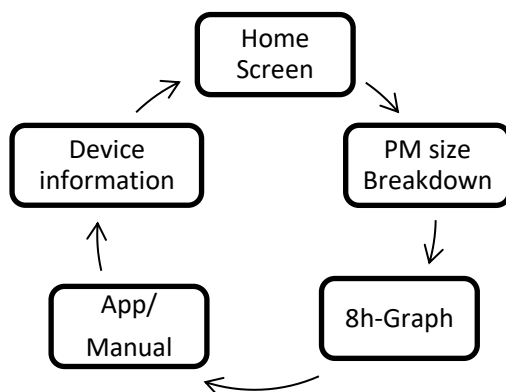 Home
Screen
PM size
Breakdown
8h-Graph
App/
Manual
Device
information